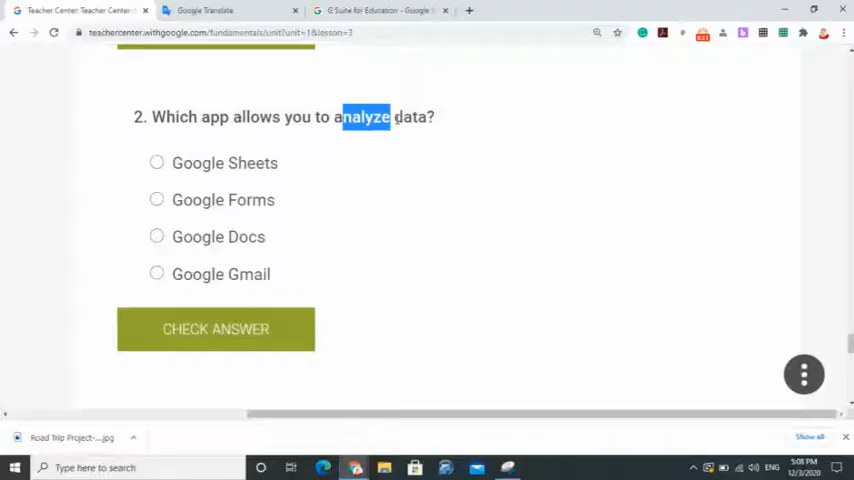 Teacher Center: Teacher Center:
Google Translate
G Suite for Education - Google
teachercenter.withgoogle.com/fundamentals/unit?unit=1&lesson=3
2. Which app allows you to analyze data?
Google Sheets
Google Forms
Google Docs
Google Gmail
CHECK ANSWER
Road Trip Project-....jpg
Show all
Type here to search
ENG
5:08 PM
12/3/2020